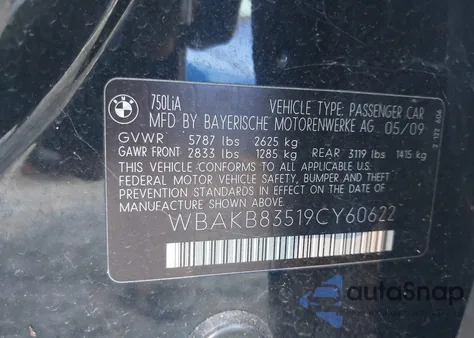 BMW
750LiA
VEHICLE TYPE: PASSENGER CAR
MFD BY BAYERISCHE MOTORENWERKE AG 05/09
GVWR 5787 lbs 2625 kg
GAWR FRONT 2833 lbs 1285 kg REAR 3119 lbs 1415 kg
THIS VEHICLE CONFORMS TO ALL APPLICABLE U.S.
FEDERAL MOTOR VEHICLE SAFETY, BUMPER, AND THEFT
PREVENTION STANDARDS IN EFFECT ON THE DATE OF
MANUFACTURE SHOWN ABOVE.
WBAKB83519CY60622
autoSnap